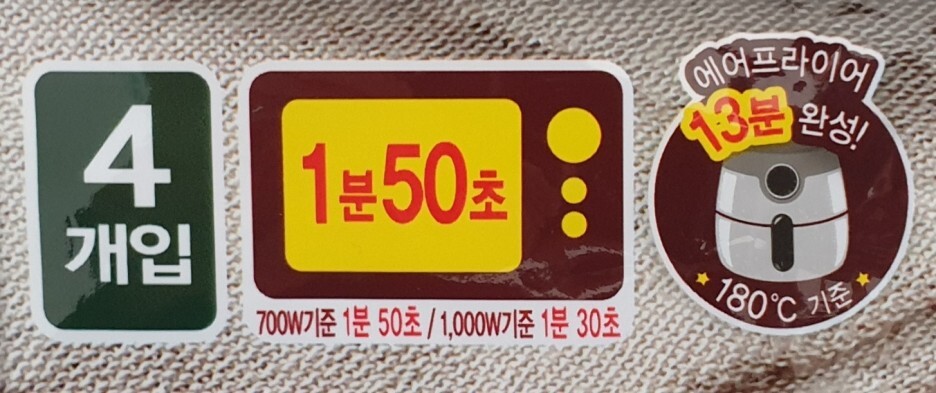 4
개입
1분50초
700W기준 1분 50초 / 1,000W기준 1분 30초
에어프라이어
13분 완성!
180°C 기준